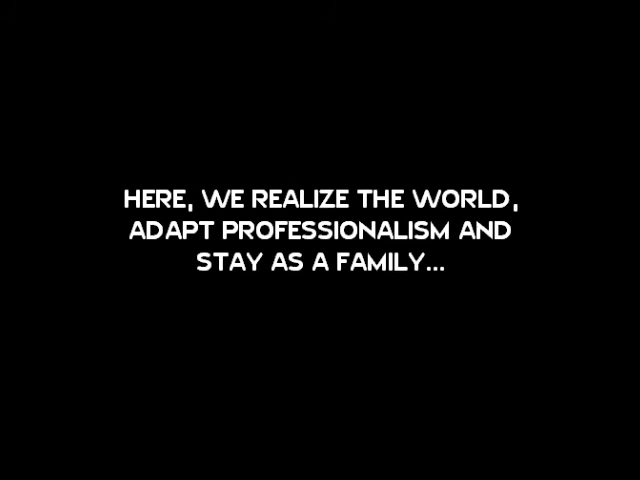 HERE, WE REALIZE THE WORLD,
ADAPT PROFESSIONALISM AND
STAY AS A FAMILY...